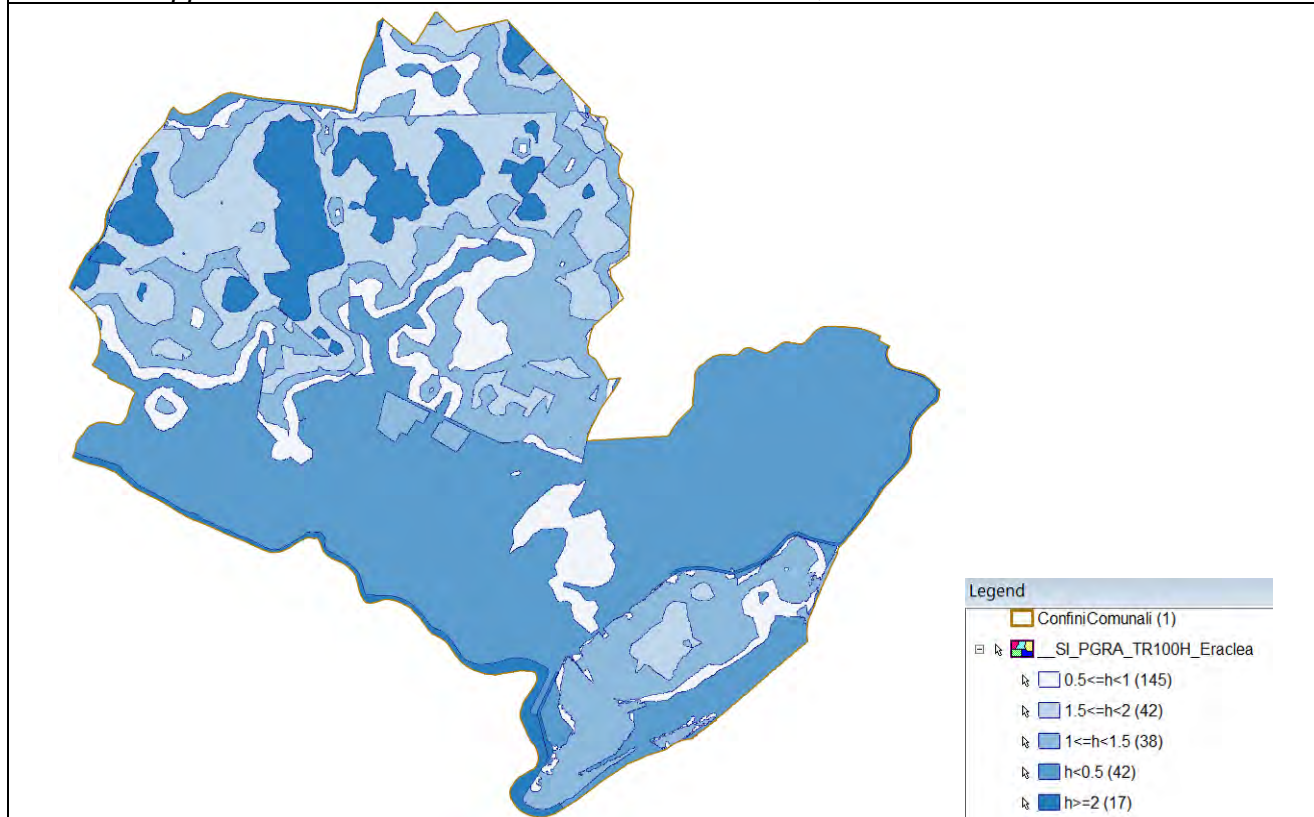 Legend
ConfiniComunali (1)
__SI_PGRA_TR100H_Eraclea
0.5<=h<1 (145)
1.5<=h<2 (42)
1<=h<1.5 (38)
h<0.5 (42)
h>=2 (17)